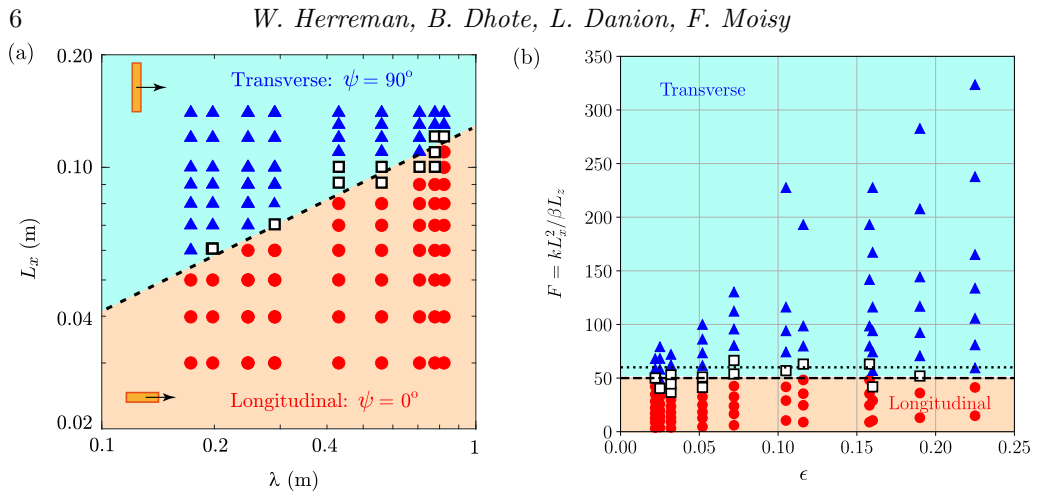 6
W. Herreman, B. Dhote, L. Danion, F. Moisy
(a)
0.20
0.10
0.04
0.02
L_x (m)
Transverse: ψ = 90°
Longitudinal: ψ = 0°
0.1
0.2
0.4
1
λ (m)
(b)
350
300
250
200
150
100
50
0
F = kL_x^2/βL_z
Transverse
Longitudinal
0.00
0.05
0.10
0.15
0.20
0.25
ϵ